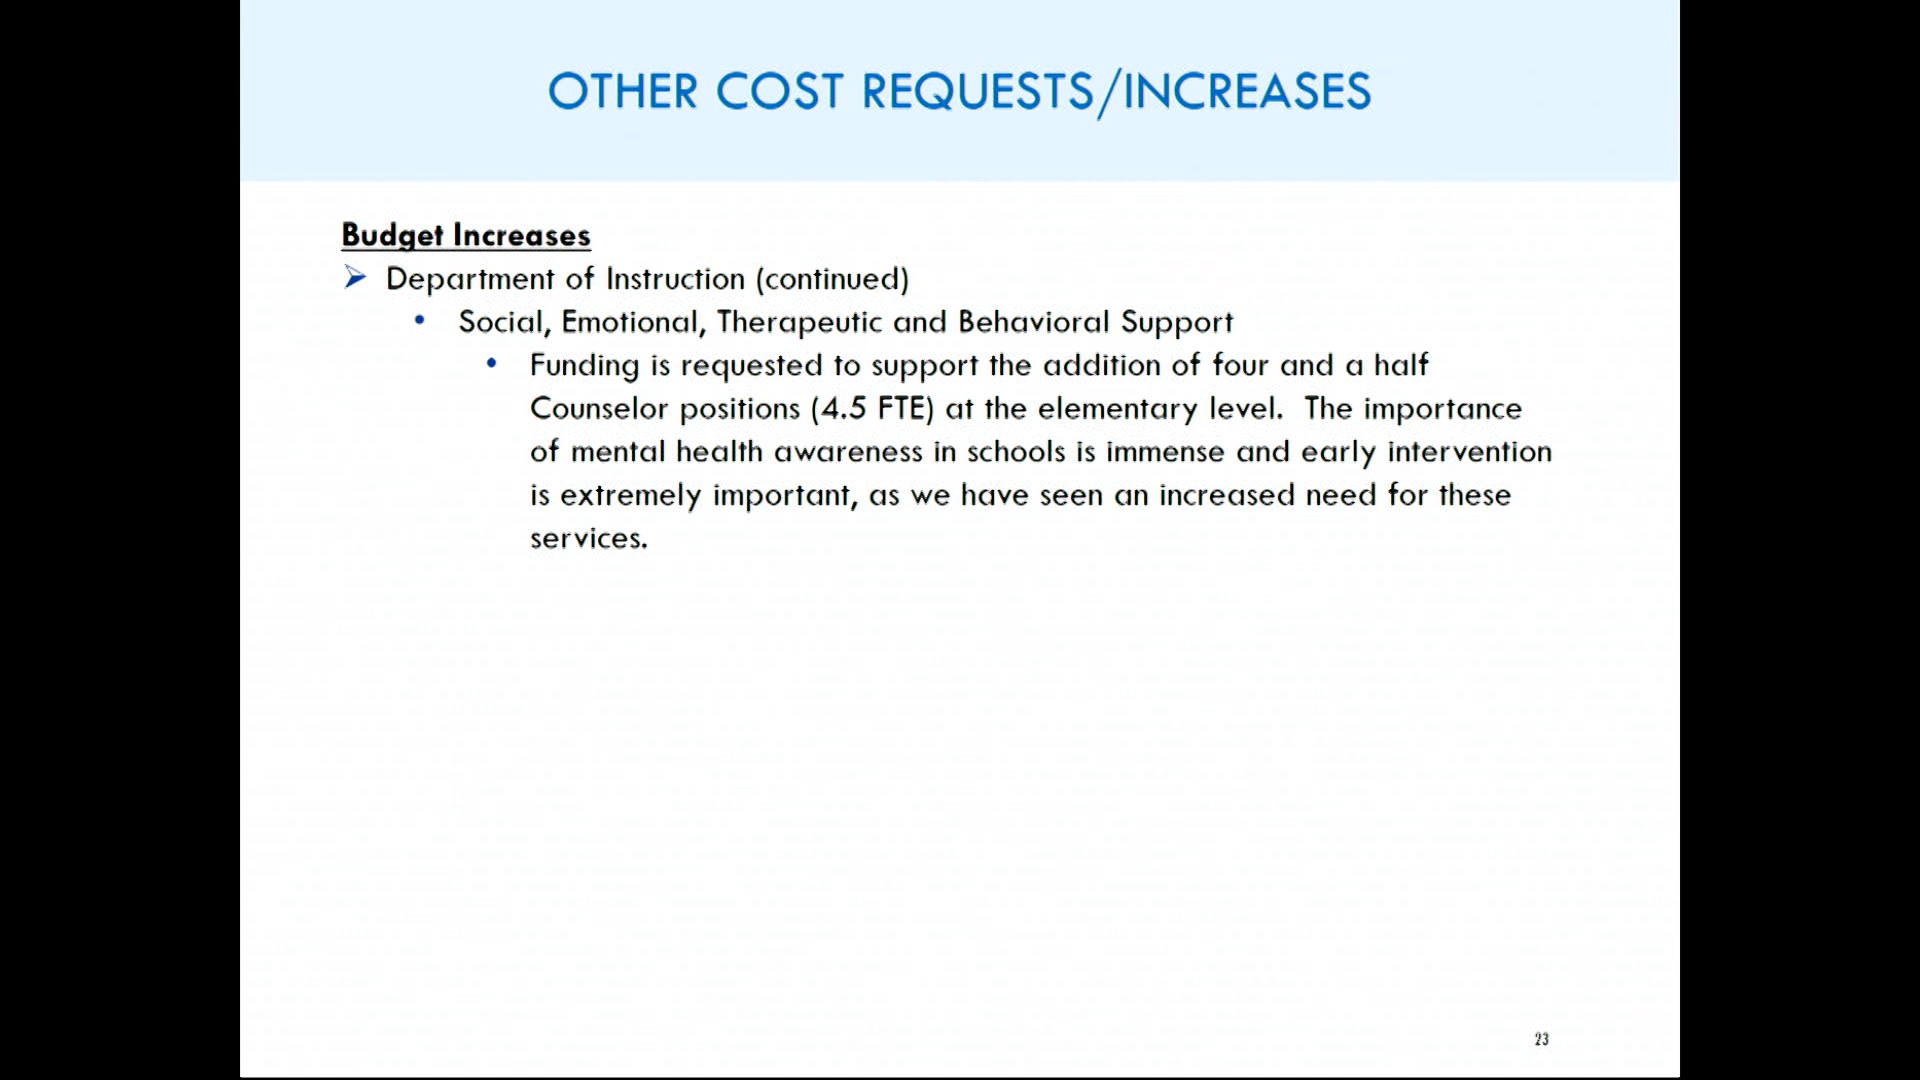 OTHER COST REQUESTS/INCREASES
Budget Increases
➢ Department of Instruction (continued)
• Social, Emotional, Therapeutic and Behavioral Support
• Funding is requested to support the addition of four and a half
Counselor positions (4.5 FTE) at the elementary level.  The importance
of mental health awareness in schools is immense and early intervention
is extremely important, as we have seen an increased need for these
services.
23